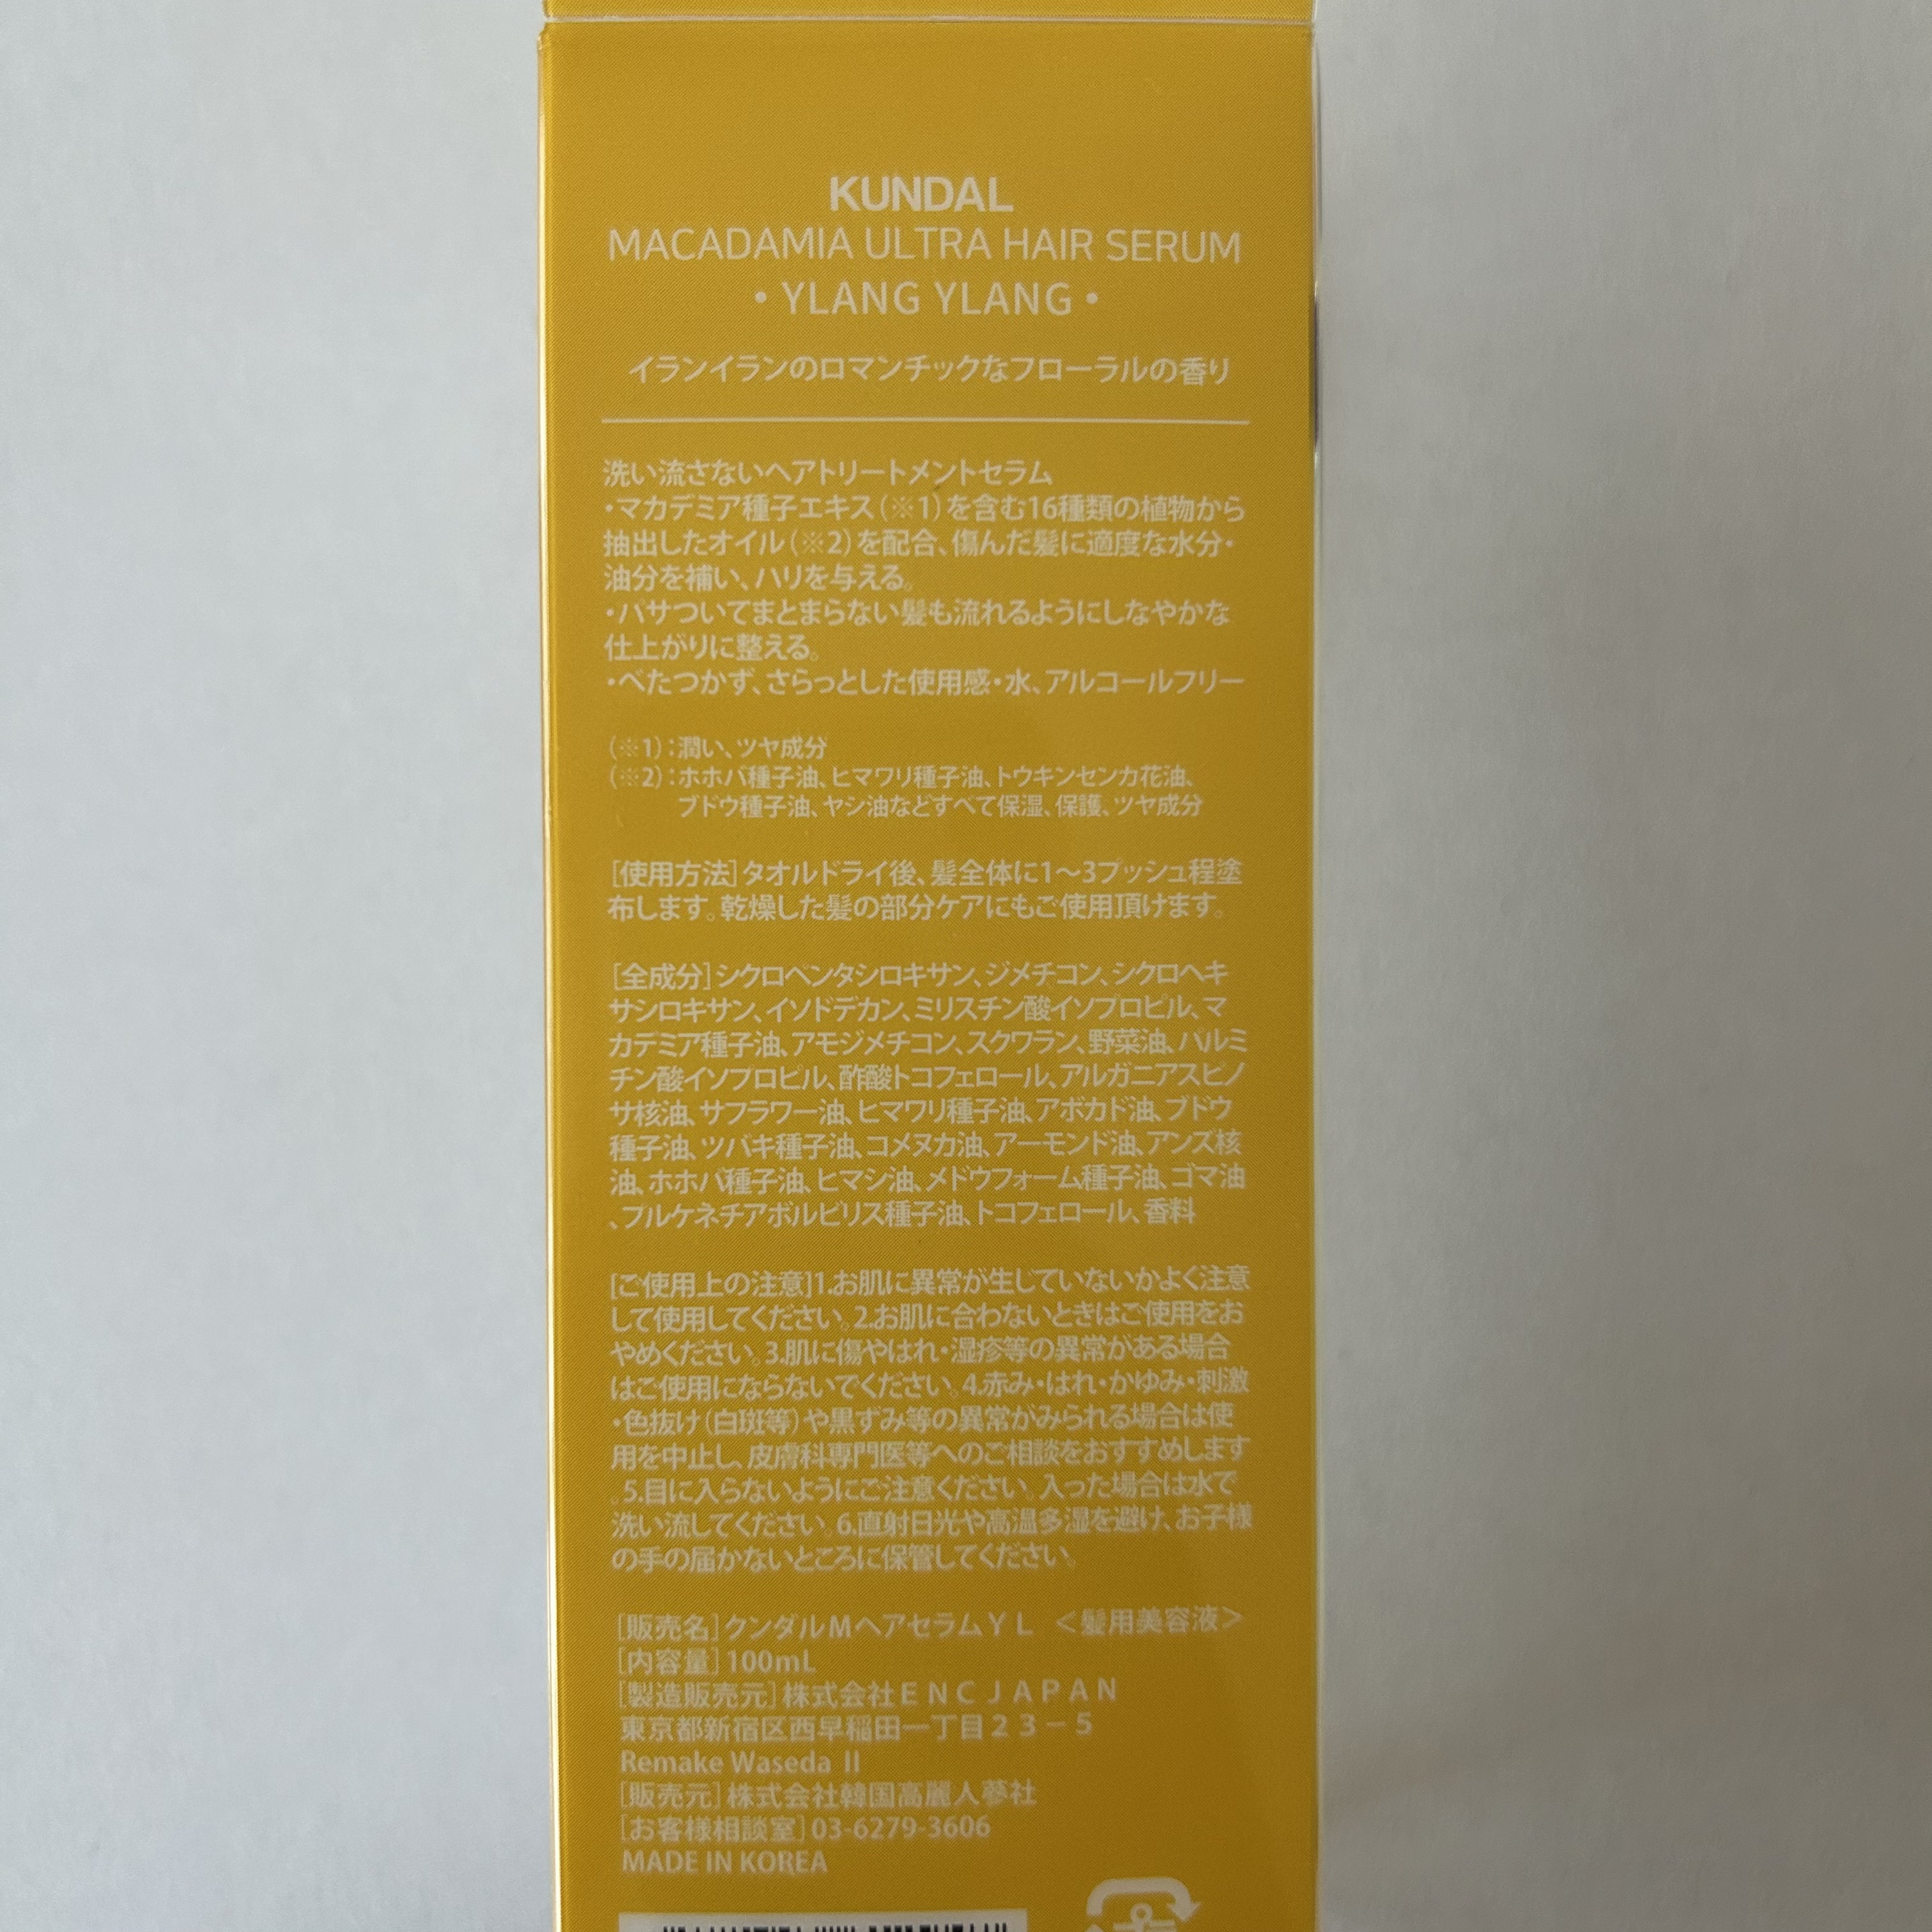 KUNDAL
MACADAMIA ULTRA HAIR SERUM
・YLANG YLANG・
イランイランのロマンチックなフローラルの香り
洗い流さないヘアトリートメントセラム
・マカデミア種子エキス（※1）を含む16種類の植物から
抽出したオイル（※2）を配合、傷んだ髪に適度な水分・
油分を補い、ハリを与える。
・パサついてまとまらない髪も流れるようにしなやかな
仕上がりに整える。
・べたつかず、さらっとした使用感・水、アルコールフリー
（※1）：潤い、ツヤ成分
（※2）：ホホバ種子油、ヒマワリ種子油、トウキンセンカ花油、
ブドウ種子油、ヤシ油などすべて保湿、保護、ツヤ成分
[使用方法]タオルドライ後、髪全体に1～3プッシュ程塗
布します。乾燥した髪の部分ケアにもご使用頂けます。
[全成分]シクロペンタシロキサン、ジメチコン、シクロヘキ
サシロキサン、イソドデカン、ミリスチン酸イソプロピル、マ
カデミア種子油、アモジメチコン、スクワラン、野菜油、パルミ
チン酸イソプロピル、酢酸トコフェロール、アルガニアスピノ
サ核油、サフラワー油、ヒマワリ種子油、アボカド油、ブドウ
種子油、ツバキ種子油、コメヌカ油、アーモンド油、アンズ核
油、ホホバ種子油、ヒマシ油、メドウフォーム種子油、ゴマ油
、プルケネチアボルビリス種子油、トコフェロール、香料
[ご使用上の注意]1.お肌に異常が生じていないかよく注意
して使用してください。2.お肌に合わないときはご使用をお
やめください。3.肌に傷やはれ・湿疹等の異常がある場合
はご使用にならないでください。4.赤み・はれ・かゆみ・刺激
・色抜け（白斑等）や黒ずみ等の異常がみられる場合は使
用を中止し、皮膚科専門医等へのご相談をおすすめします
。5.目に入らないようにご注意ください。入った場合は水で
洗い流してください。6.直射日光や高温多湿を避け、お子様
の手の届かないところに保管してください。
[販売名]クンダルＭヘアセラムＹＬ ＜髪用美容液＞
[内容量]100mL
[製造販売元]株式会社ＥＮＣＪＡＰＡＮ
東京都新宿区西早稲田一丁目２３－５
Remake Waseda Ⅱ
[販売元]株式会社韓国高麗人蔘社
[お客様相談室]03-6279-3606
MADE IN KOREA